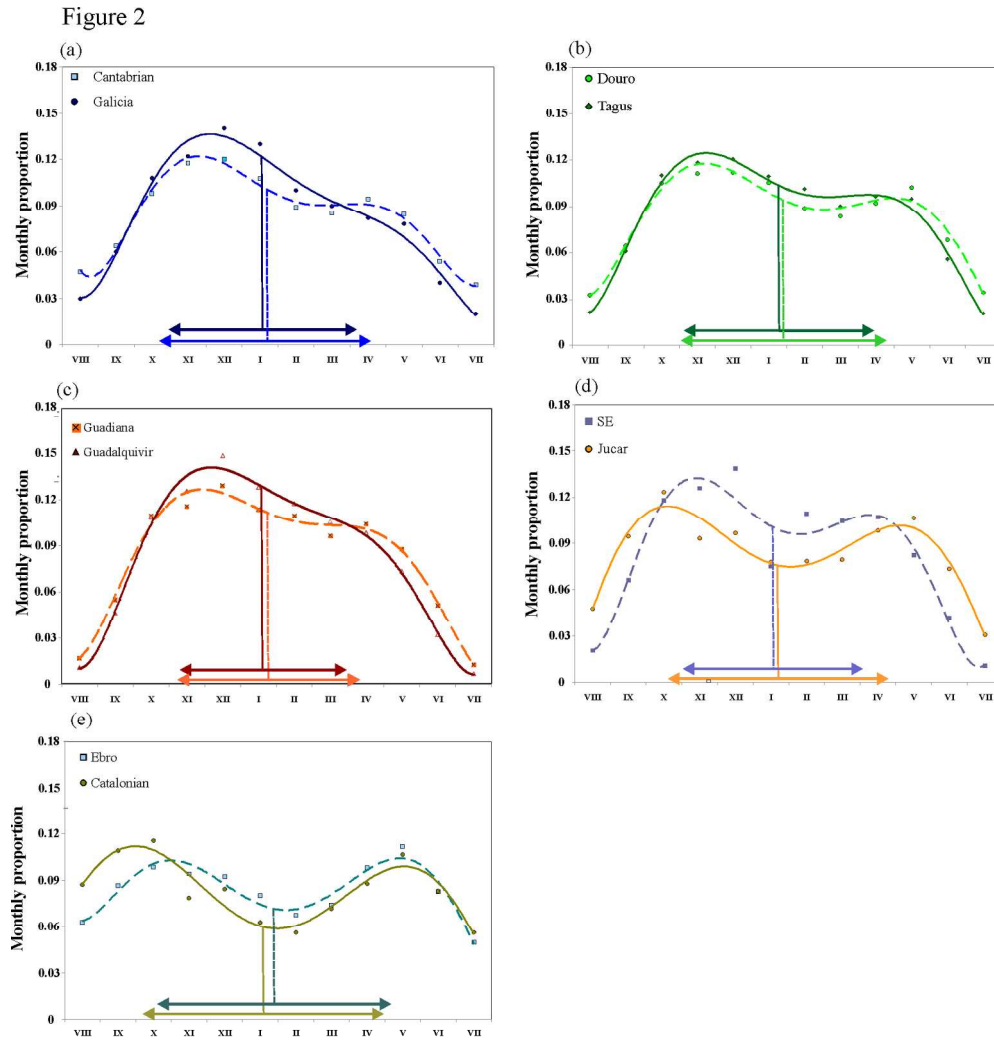 Figure 2
(a)
0.18
0.15
0.12
0.09
0.06
0.03
0
Monthly proportion
Cantabrian
Galicia
VIII IX X XI XII I II III IV V VI VII
(b)
0.18
0.15
0.12
0.09
0.06
0.03
0
Monthly proportion
Douro
Tagus
VIII IX X XI XII I II III IV V VI VII
(c)
0.18
0.15
0.12
0.09
0.06
0.03
0
Monthly proportion
Guadiana
Guadalquivir
VIII IX X XI XII I II III IV V VI VII
(d)
0.18
0.15
0.12
0.09
0.06
0.03
0
Monthly proportion
SE
Jucar
VIII IX X XI XII I II III IV V VI VII
(e)
0.18
0.15
0.12
0.09
0.06
0.03
0
Monthly proportion
Ebro
Catalonian
VIII IX X XI XII I II III IV V VI VII